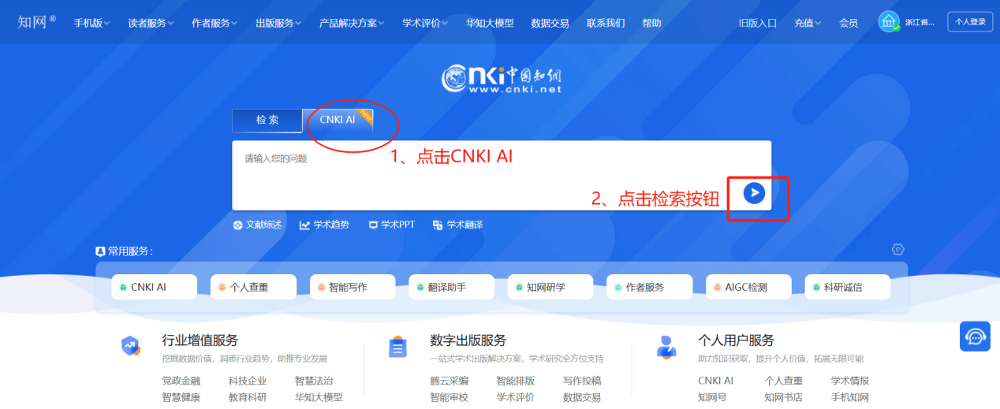 知网® 手机版 读者服务 作者服务 出版服务 产品解决方案 学术评价 华知大模型 数据交易 联系我们 帮助 旧版入口 充值 会员 浙江省... 个人登录
cnki中国知网
www.cnki.net
检索 CNKI AI new
请输入您的问题
1、点击CNKI AI
2、点击检索按钮
文献综述 学术趋势 学术PPT 学术翻译
常用服务：
CNKI AI 个人查重 智能写作 翻译助手 知网研学 作者服务 AIGC检测 科研诚信
行业增值服务 数字出版服务 个人用户服务
挖掘数据价值，洞悉行业趋势，助推专业发展 一站式学术出版解决方案，学术研究全方位支持 助力知识获取，提升个人价值，拓展无限可能
党政金融 科技企业 智慧法治 腾云采编 智能排版 写作投稿 CNKI AI 个人查重 学术情报
智慧健康 教育科研 华知大模型 智能审校 学术评价 数据交易 知网号 知网书店 手机知网